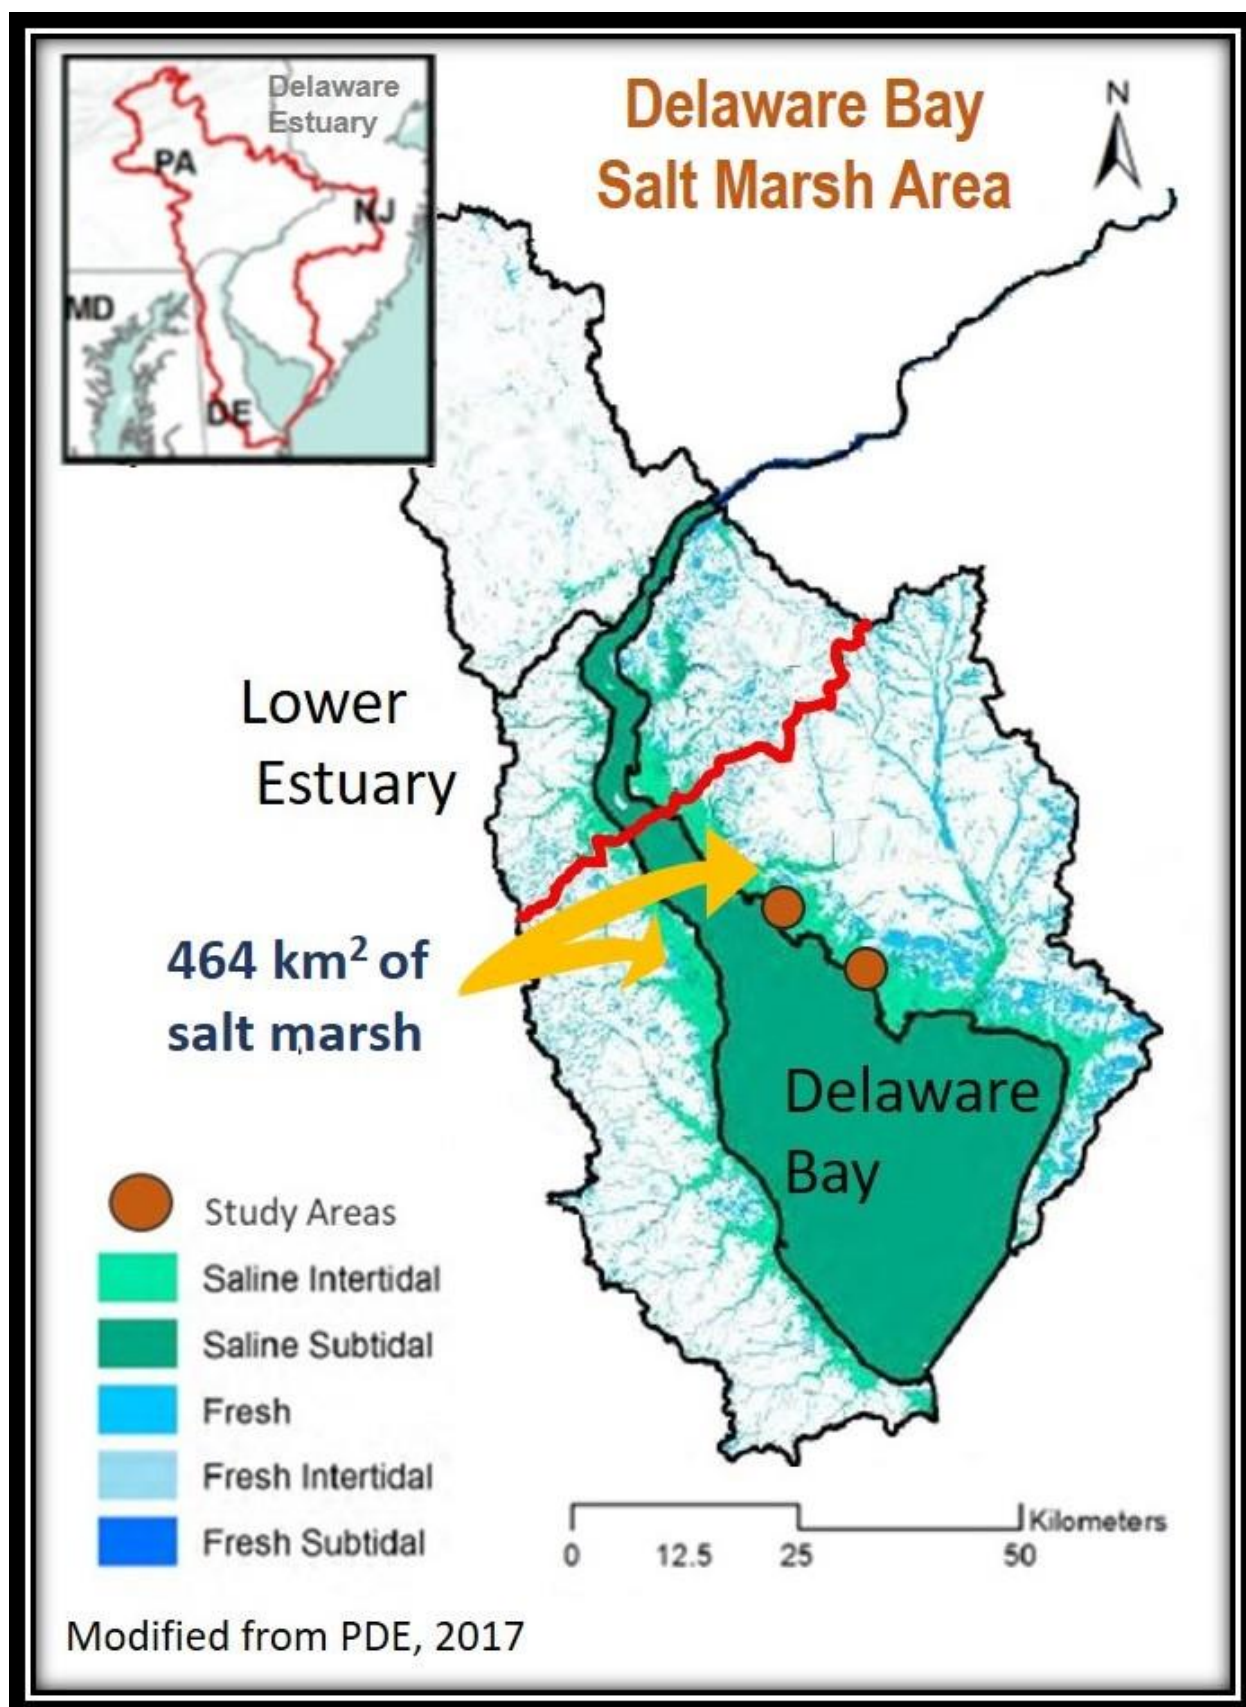 Delaware
Estuary
PA
NJ
MD
DE
Delaware Bay
Salt Marsh Area
N
Lower
Estuary
464 km² of
salt marsh
Delaware
Bay
Study Areas
Saline Intertidal
Saline Subtidal
Fresh
Fresh Intertidal
Fresh Subtidal
Kilometers
0 12.5 25 50
Modified from PDE, 2017